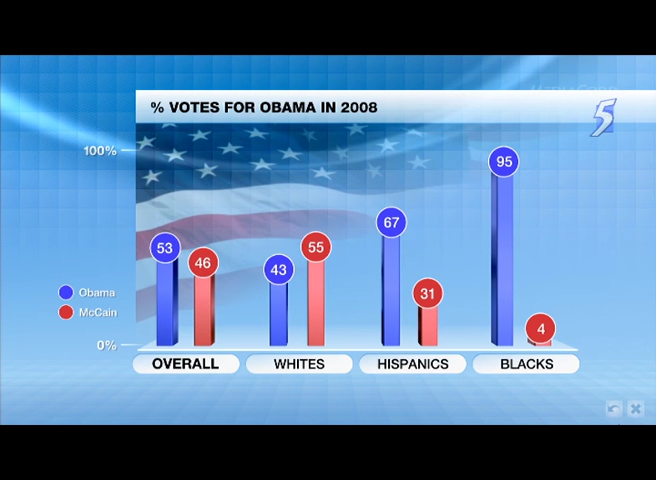 % VOTES FOR OBAMA IN 2008
5
100%
95
67
53
46
43
55
31
4
Obama
McCain
0%
OVERALL
WHITES
HISPANICS
BLACKS